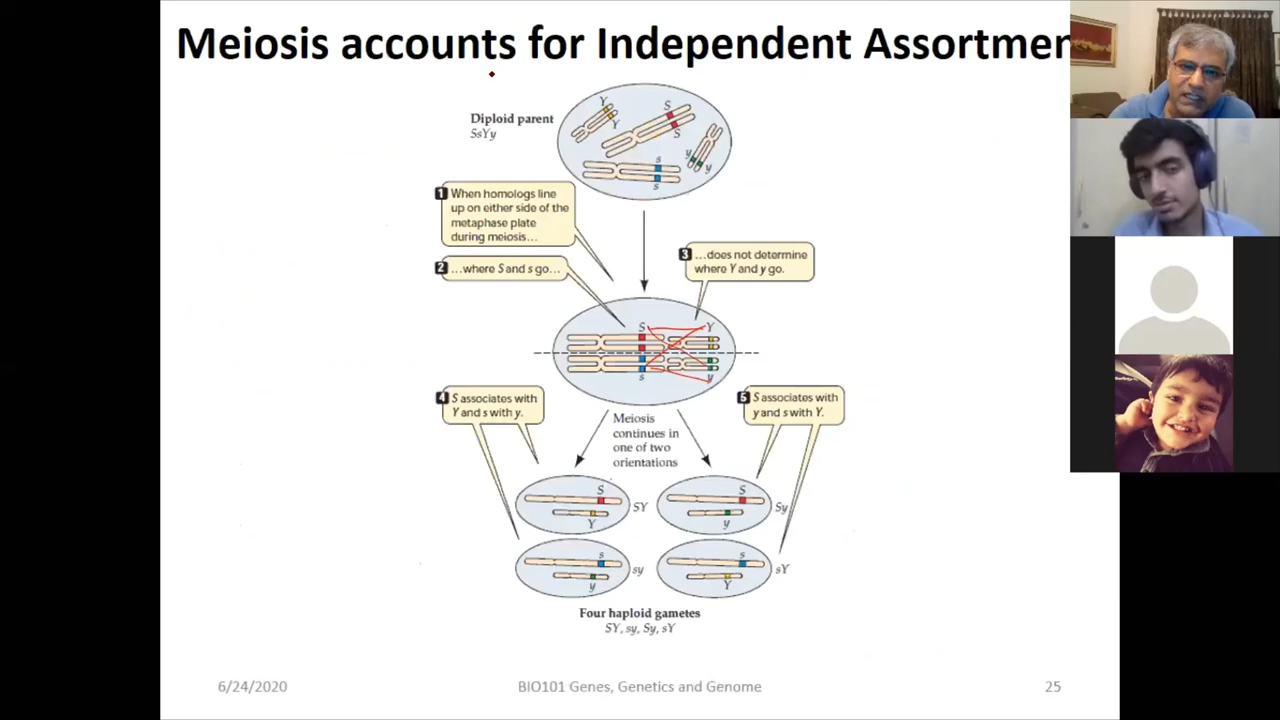 Meiosis accounts for Independent Assortmen
Diploid parent
SsYy
Y
Y
S
S
y
y
s
s
1 When homologs line
up on either side of the
metaphase plate
during meiosis...
2 ...where S and s go...
3 ...does not determine
where Y and y go.
S
Y
s
y
4 S associates with
Y and s with y.
5 S associates with
y and s with Y.
Meiosis
continues in
one of two
orientations
S
Y
SY
S
y
Sy
s
y
sy
s
Y
sY
Four haploid gametes
SY, sy, Sy, sY
6/24/2020
BIO101 Genes, Genetics and Genome
25